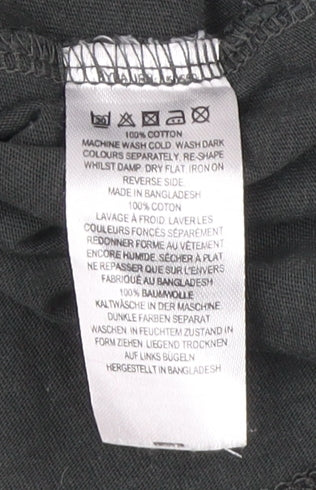 100% COTTON
MACHINE WASH COLD. WASH DARK
COLOURS SEPARATELY. RE-SHAPE
WHILST DAMP. DRY FLAT. IRON ON
REVERSE SIDE.
MADE IN BANGLADESH
100% COTON
LAVAGE À FROID. LAVER LES
COULEURS FONCÉS SÉPARÉMENT
REDONNER FORME AU VÊTEMENT
ENCORE HUMIDE. SÉCHER À PLAT
NE REPASSER QUE SUR L'ENVERS
FABRIQUÉ AU BANGLADESH
100% BAUMWOLLE
KALTWÄSCHE IN DER MASCHINE
DUNKLE FARBEN SEPARAT
WASCHEN IN FEUCHTEM ZUSTAND IN
FORM ZIEHEN LIEGEND TROCKNEN
AUF LINKS BÜGELN
HERGESTELLT IN BANGLADESH